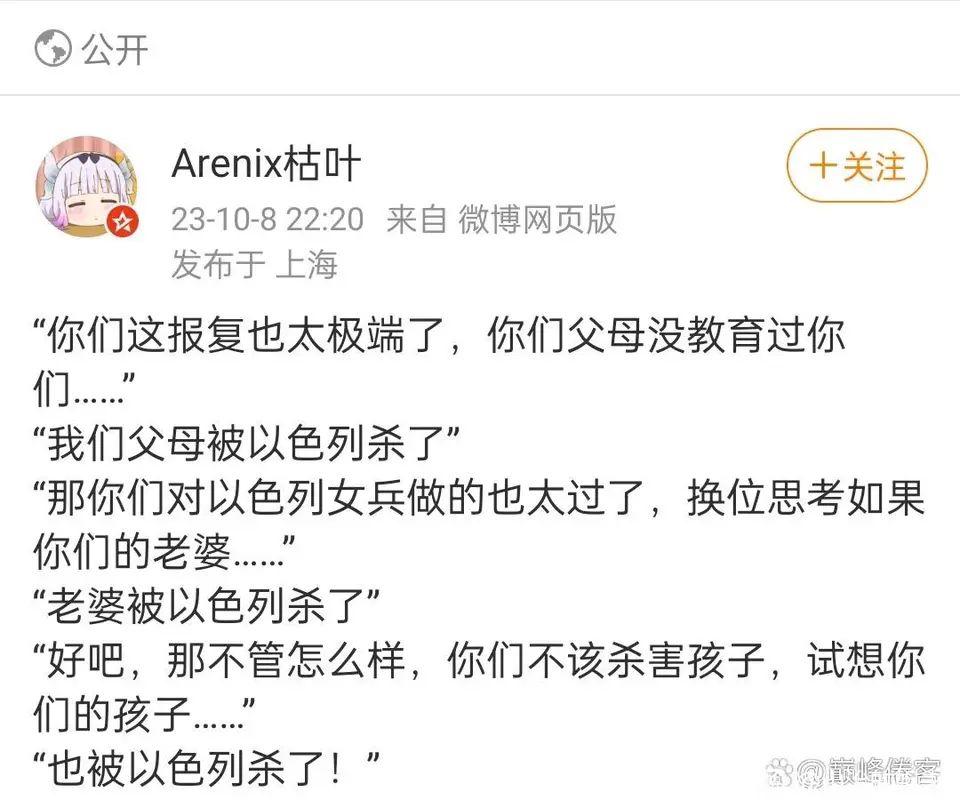 公开
Arenix枯叶
+关注
23-10-8 22:20 来自 微博网页版
发布于 上海
“你们这报复也太极端了，你们父母没教育过你
们……”
“我们父母被以色列杀了”
“那你们对以色列女兵做的也太过了，换位思考如果
你们的老婆……”
“老婆被以色列杀了”
“好吧，那不管怎么样，你们不该杀害孩子，试想你
们的孩子……”
“也被以色列杀了！”
@巅峰倦客